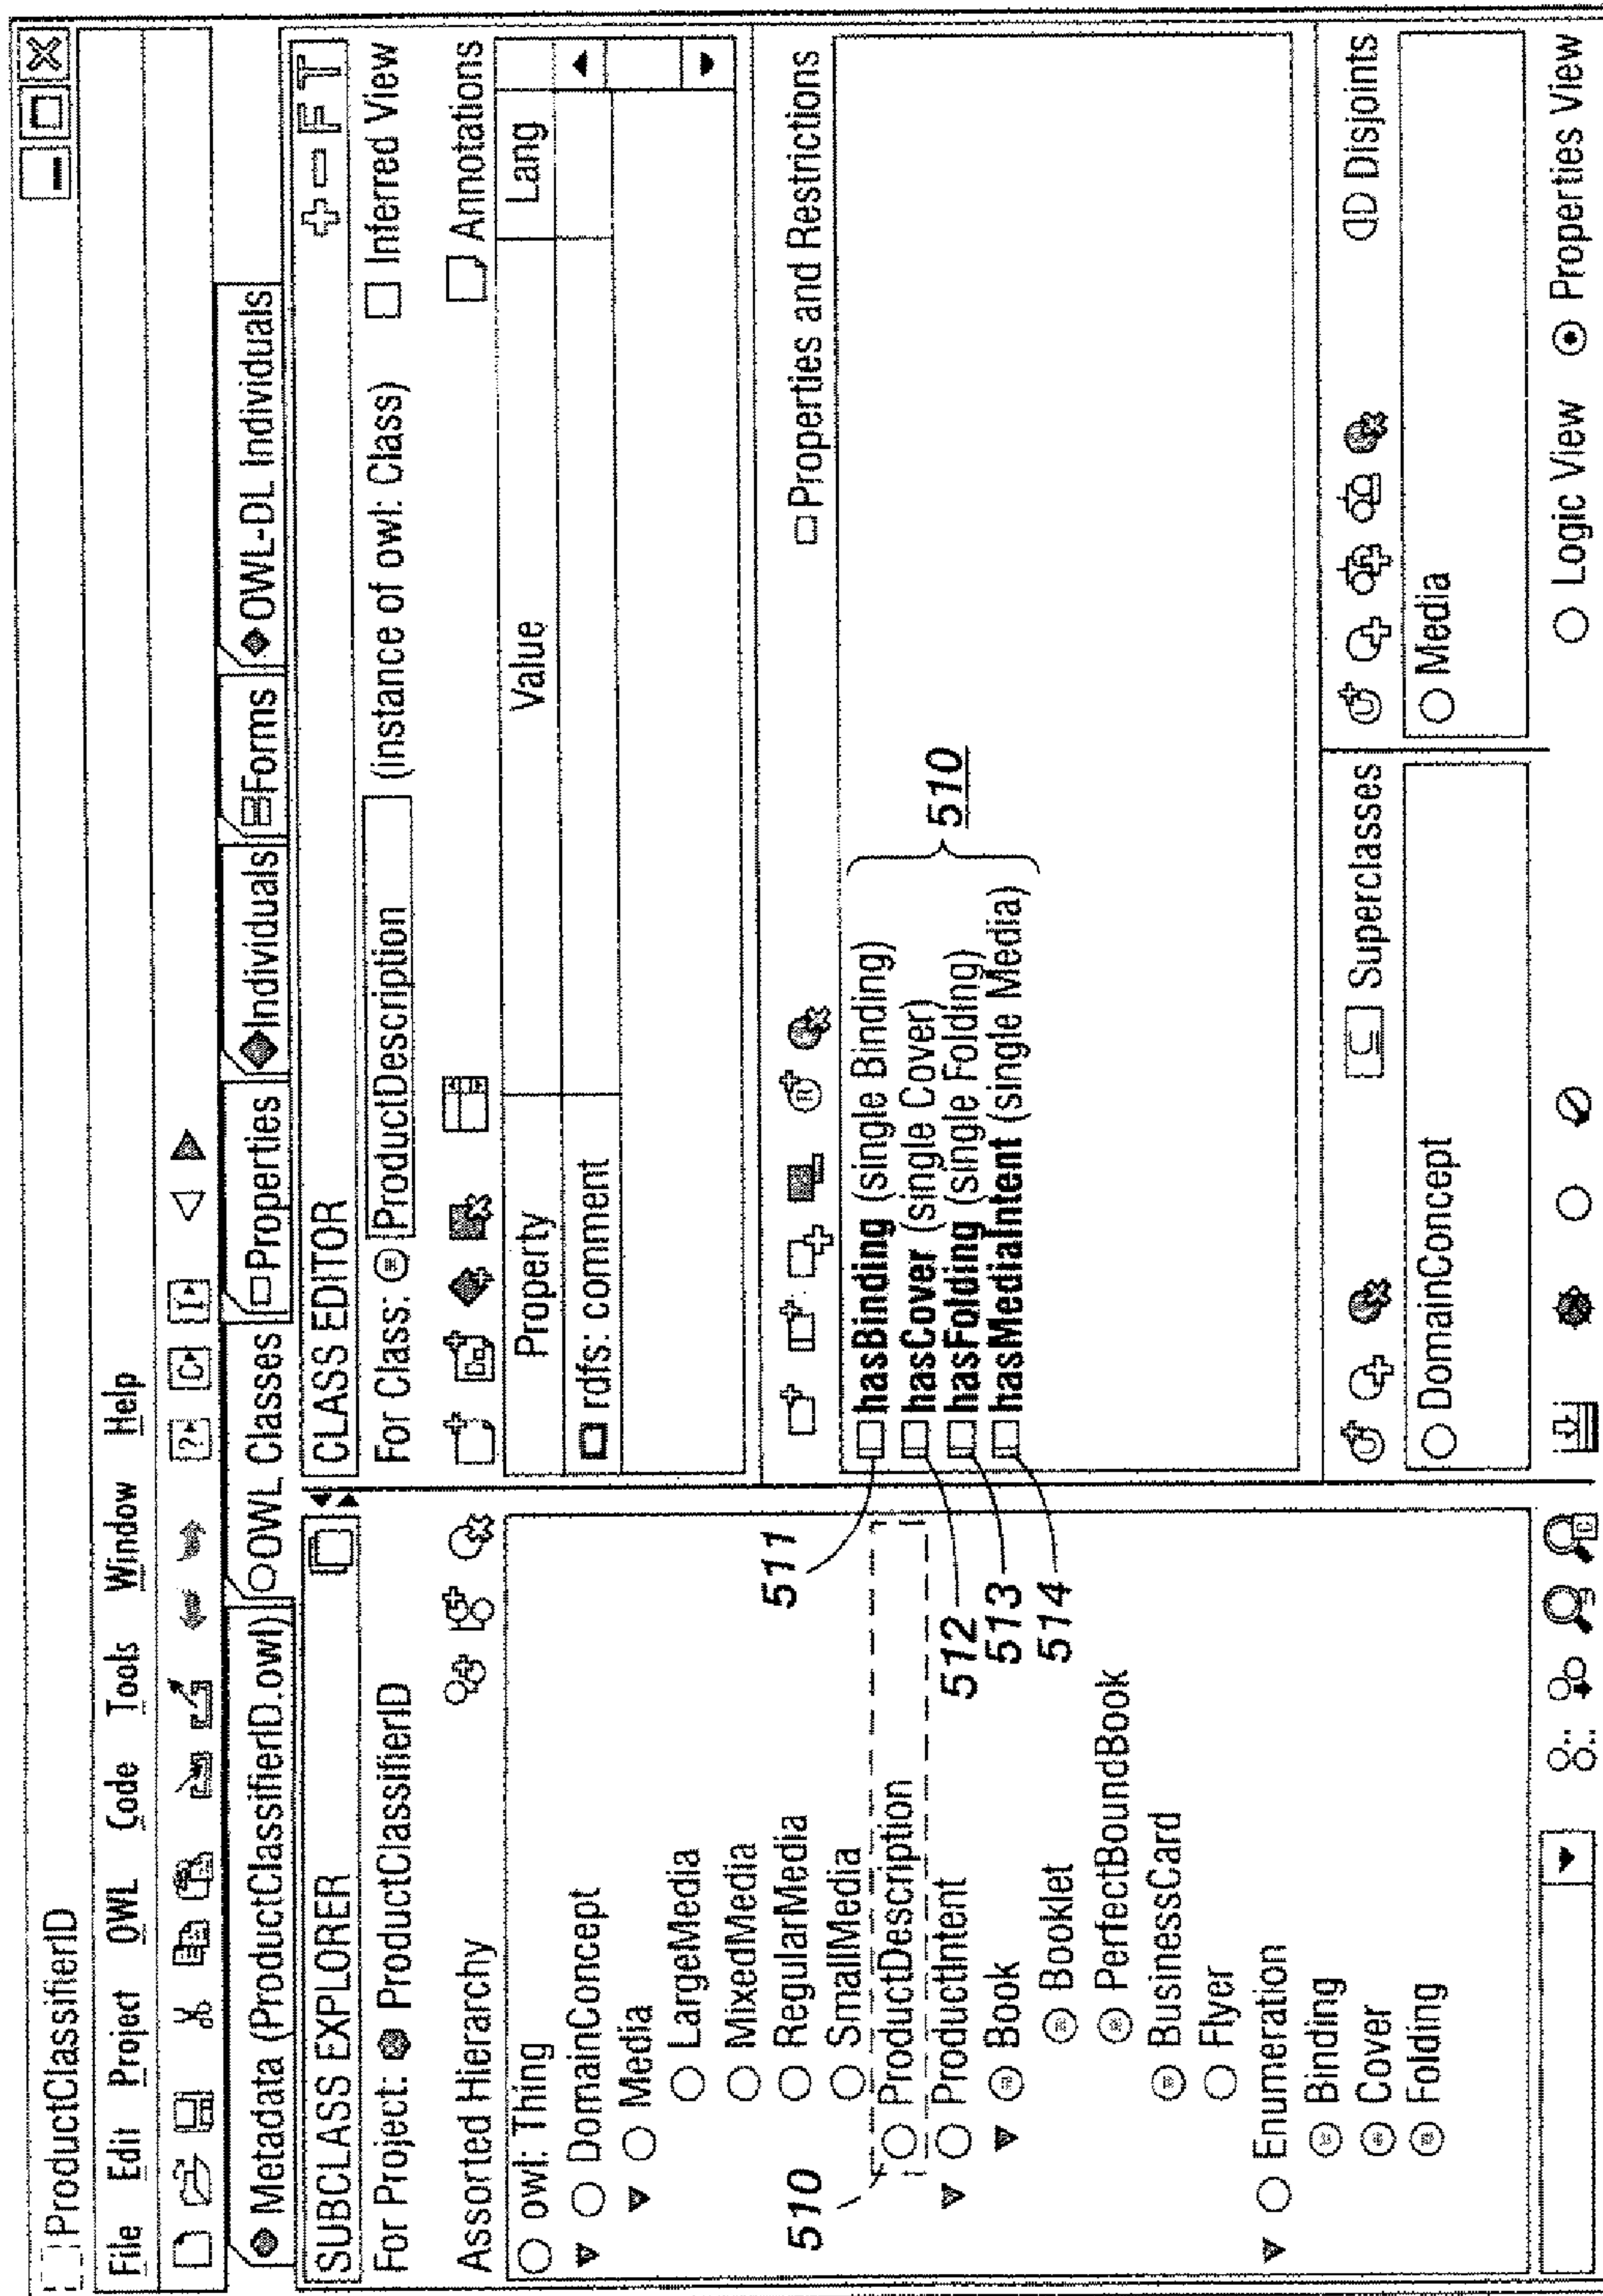 ProductClassifierID
File Edit Project OWL Code Tools Window Help
Metadata (ProductClassifierID.owl) OWL Classes Properties Individuals Forms OWL-DL Individuals
SUBCLASS EXPLORER
For Project: ProductClassifierID
Assorted Hierarchy
owl: Thing
DomainConcept
Media
LargeMedia
MixedMedia
RegularMedia
SmallMedia
510
ProductDescription
ProductIntent
Book
Booklet
PerfectBoundBook
BusinessCard
Flyer
Enumeration
Binding
Cover
Folding
CLASS EDITOR
+ - F T
For Class: ProductDescription (instance of owl: Class) Inferred View
Annotations
Property Value Lang
rdfs: comment
Properties and Restrictions
511
512
513
514
hasBinding (single Binding)
hasCover (single Cover)
hasFolding (single Folding)
hasMediaIntent (single Media)
510
Superclasses
DomainConcept
Disjoints
Media
Logic View Properties View